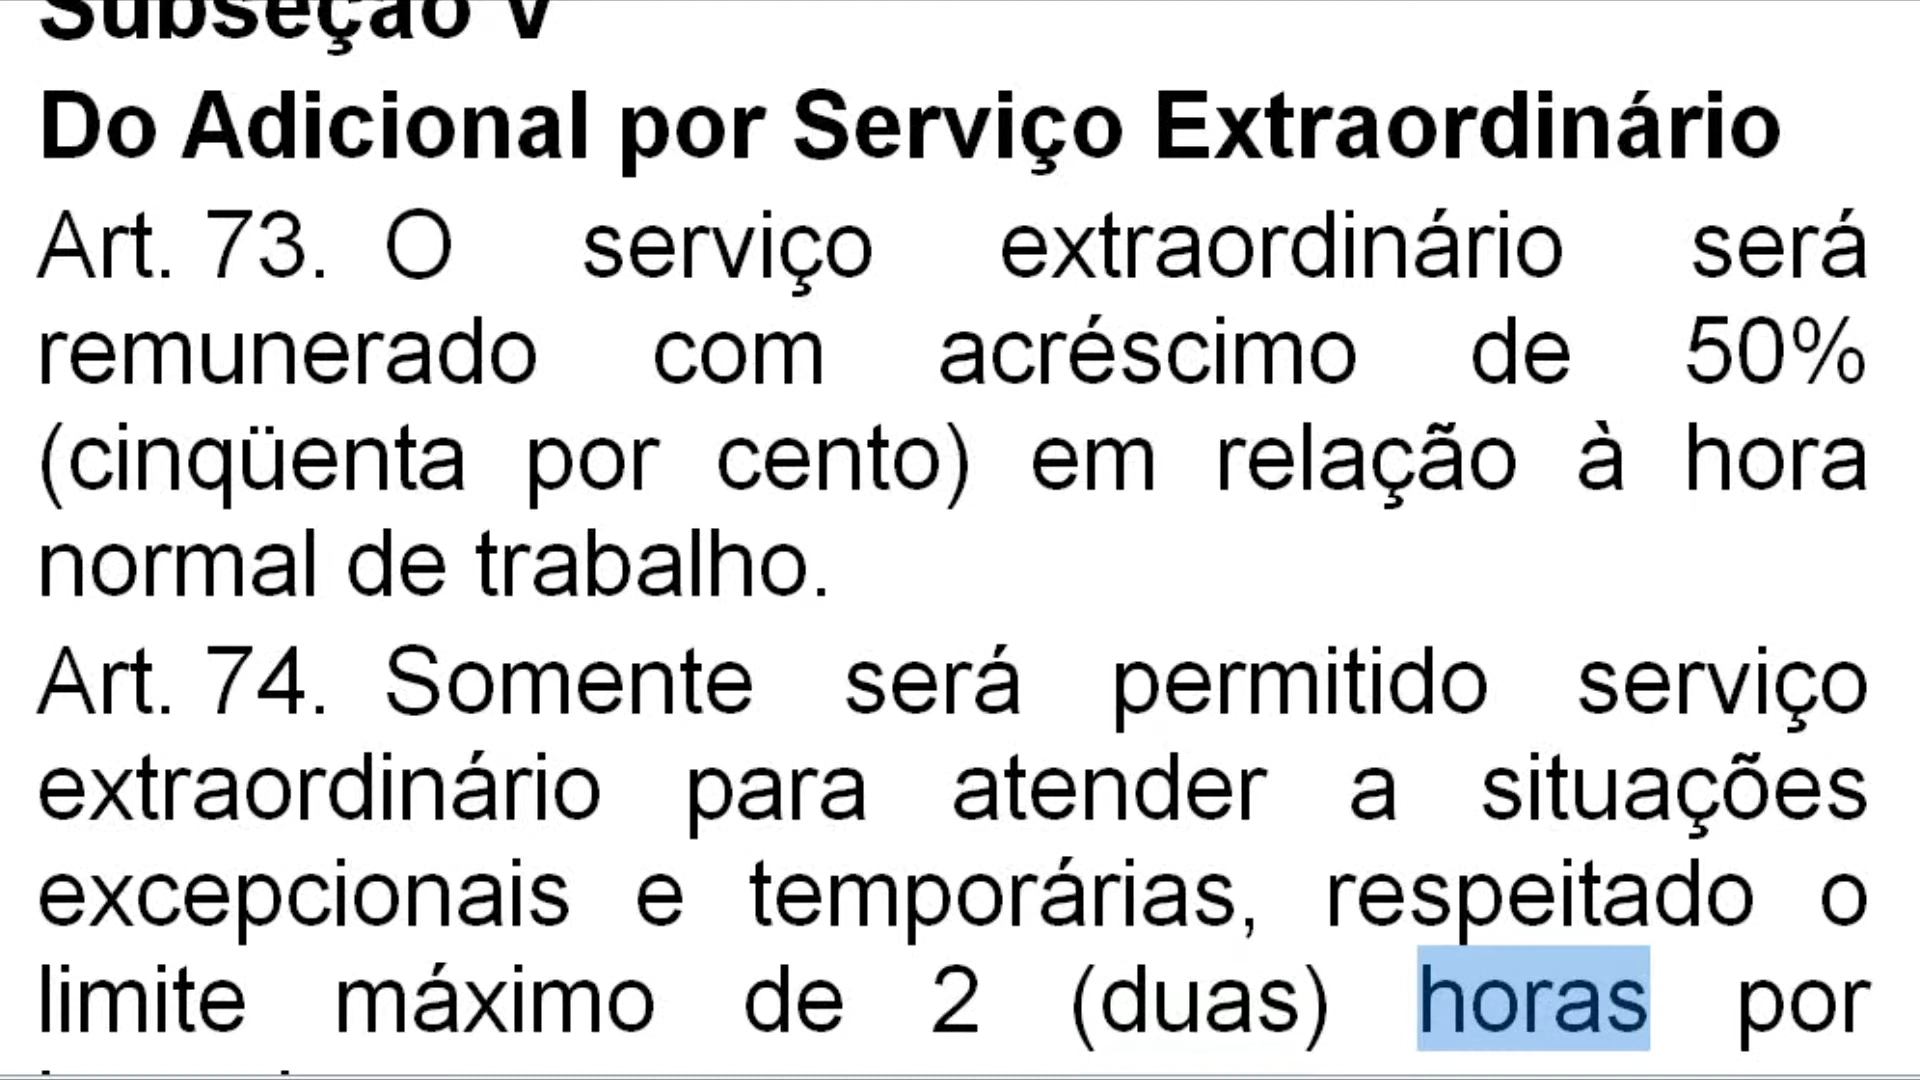 Subseção V
Do Adicional por Serviço Extraordinário
Art. 73. O serviço extraordinário será
remunerado com acréscimo de 50%
(cinqüenta por cento) em relação à hora
normal de trabalho.
Art. 74. Somente será permitido serviço
extraordinário para atender a situações
excepcionais e temporárias, respeitado o
limite máximo de 2 (duas) horas por